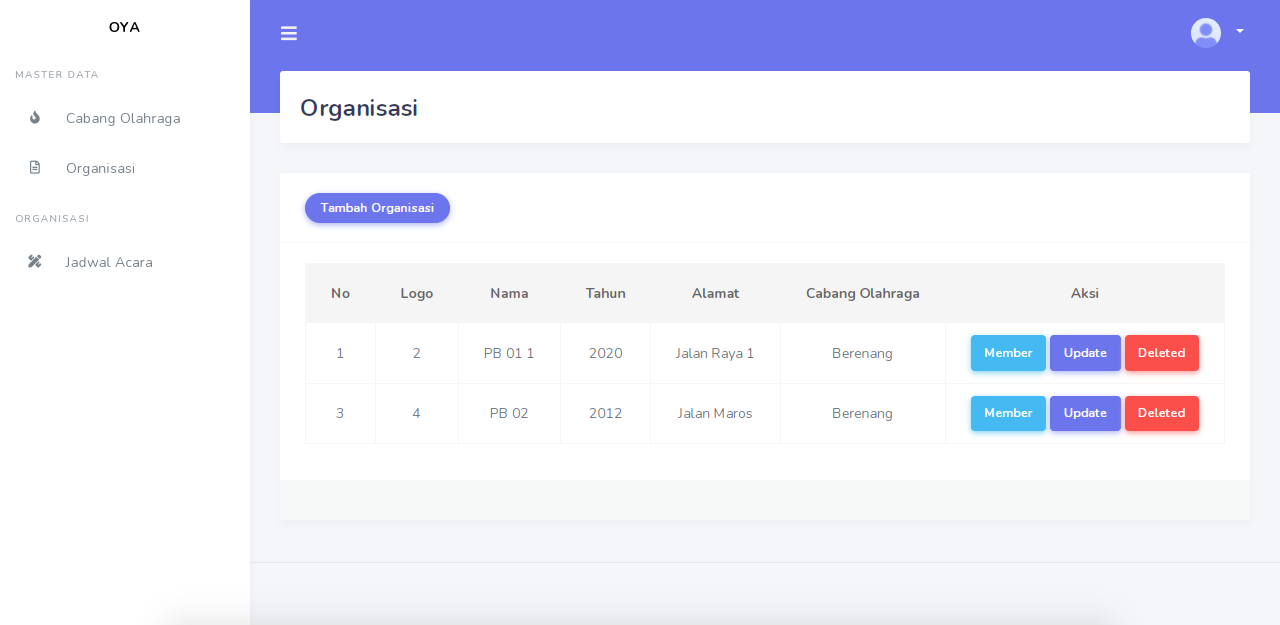 OYA
MASTER DATA
Cabang Olahraga
Organisasi
ORGANISASI
Jadwal Acara
Organisasi
Tambah Organisasi
No Logo Nama Tahun Alamat Cabang Olahraga Aksi
1 2 PB 01 1 2020 Jalan Raya 1 Berenang Member Update Deleted
3 4 PB 02 2012 Jalan Maros Berenang Member Update Deleted